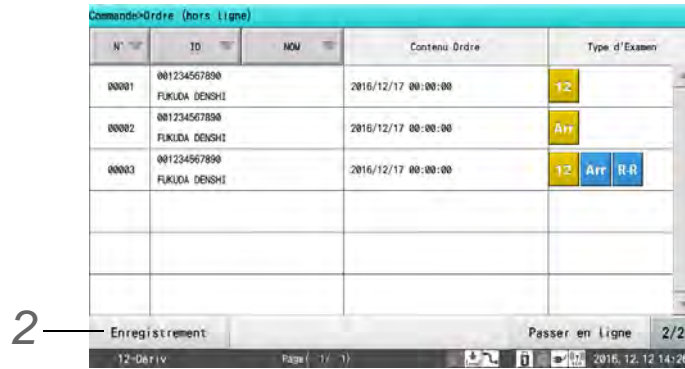 Commande>Ordre (hors ligne)
N° ID NOM Contenu Ordre Type d'Examen
00001 001234567890 2016/12/17 00:00:00 12
FUKUDA DENSHI
00002 001234567890 2016/12/17 00:00:00 Arr
FUKUDA DENSHI
00003 001234567890 2016/12/17 00:00:00 12 Arr R-R
FUKUDA DENSHI
2 Enregistrement Passer en ligne 2/2
12-Dériv Page( 1/ 1) 2016.12.12 14:26